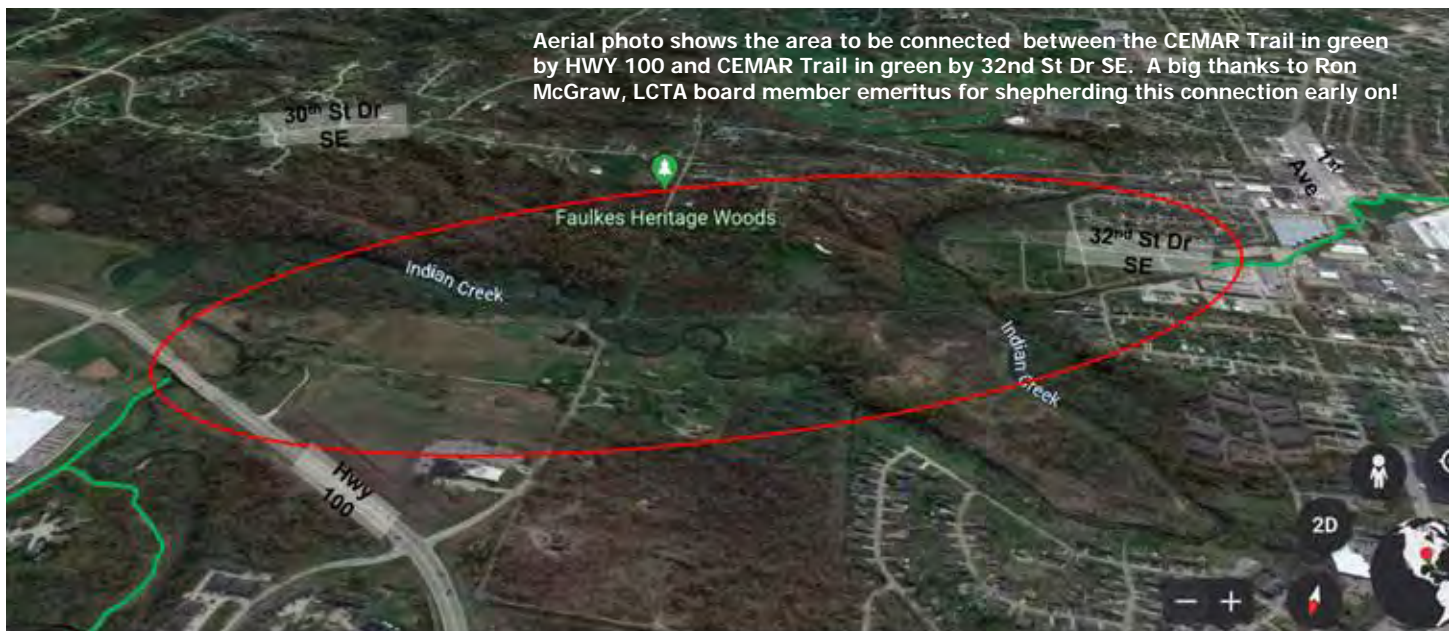 Aerial photo shows the area to be connected between the CEMAR Trail in green
by HWY 100 and CEMAR Trail in green by 32nd St Dr SE. A big thanks to Ron
McGraw, LCTA board member emeritus for shepherding this connection early on!
30th St Dr
SE
1st
Ave
Faulkes Heritage Woods
32nd St Dr
SE
Indian Creek
Indian Creek
Hwy
100
2D